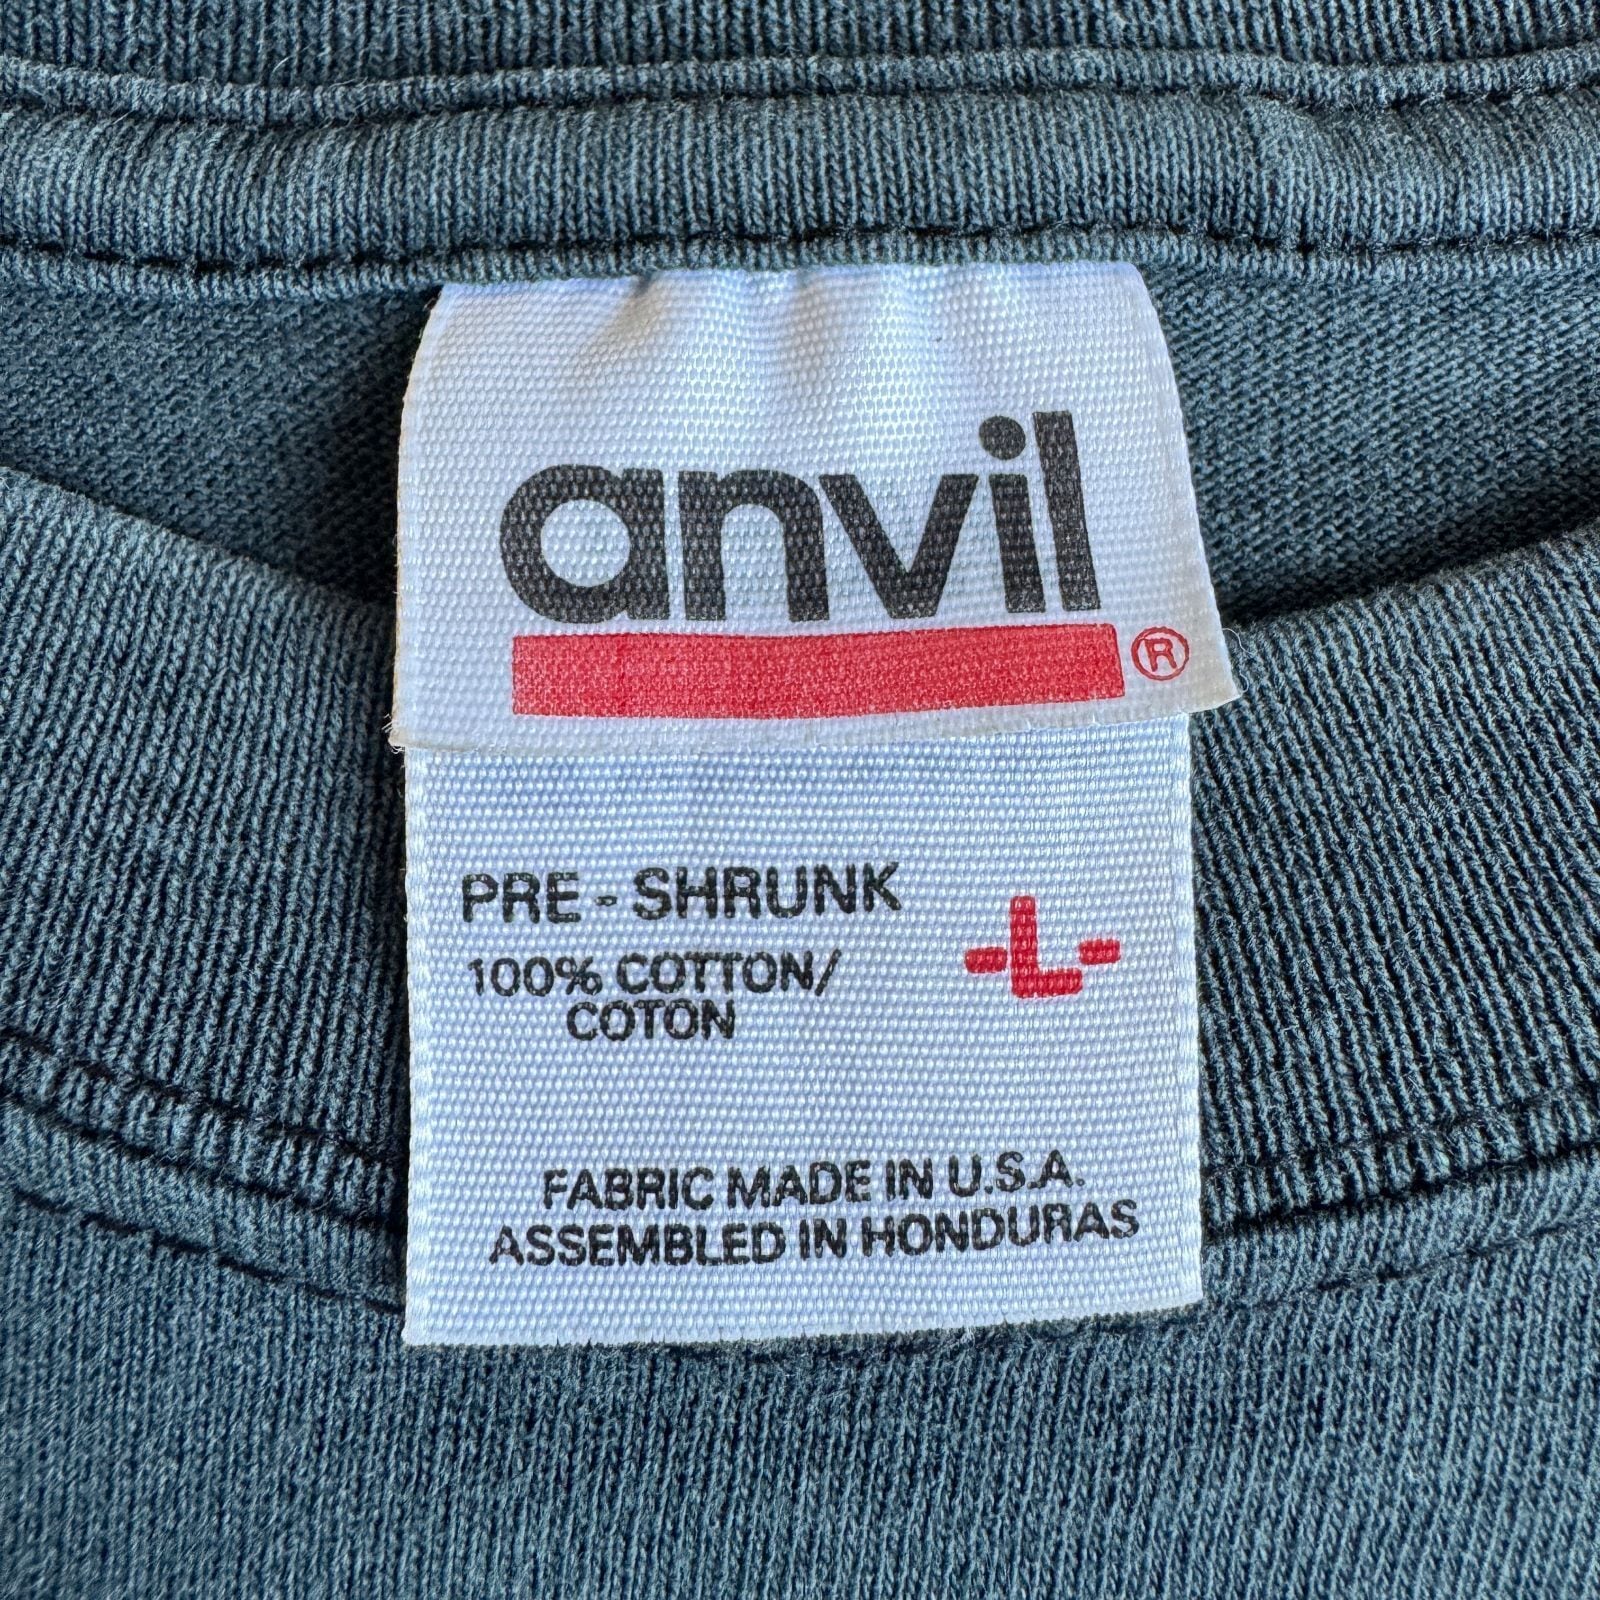 anvil®
PRE - SHRUNK
100% COTTON/
COTON
-L-
FABRIC MADE IN U.S.A.
ASSEMBLED IN HONDURAS